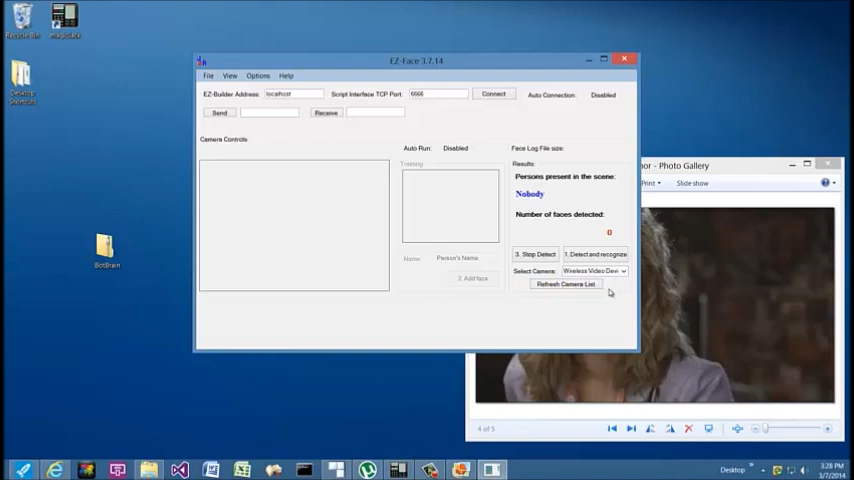 Recycle Bin
magicJack
Desktop
Shortcuts
BotBrain
EZ-Face 3.7.14
File View Options Help
EZ-Builder Address: localhost Script Interface TCP Port: 6666 Connect Auto Connection: Disabled
Send Receive
Camera Controls
Auto Run: Disabled Face Log File size:
Training Results:
Persons present in the scene:
Nobody
Number of faces detected:
0
3. Stop Detect 1. Detect and recognize
Name Person's Name
Select Camera: Wireless Video Devi
2. Add face
Refresh Camera List
nor - Photo Gallery
Print Slide show
4 of 5
Desktop
3:28 PM
3/7/2014